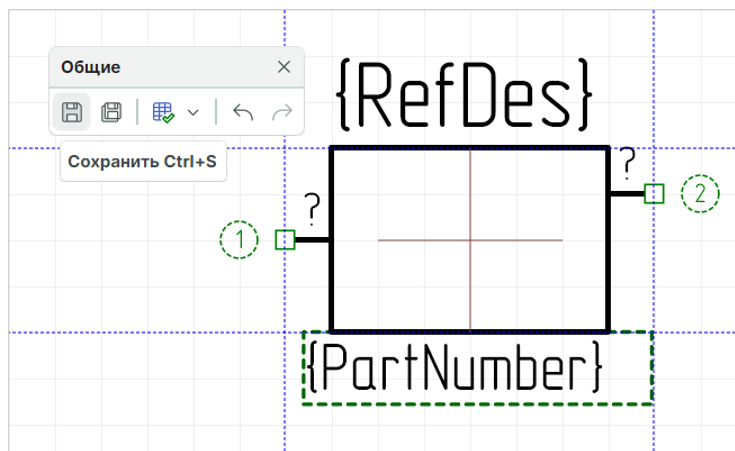 Общие
Сохранить Ctrl+S
{RefDes}
?
?
1
2
{PartNumber}